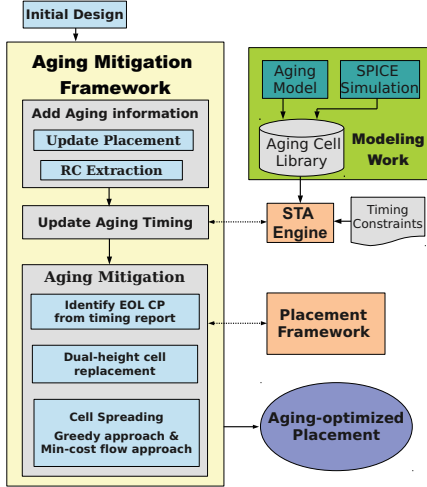 Initial Design
Aging Mitigation
Framework
Add Aging information
Update Placement
RC Extraction
Update Aging Timing
Aging Mitigation
Identify EOL CP
from timing report
Dual-height cell
replacement
Cell Spreading
Greedy approach &
Min-cost flow approach
Aging
Model
SPICE
Simulation
Aging Cell
Library
Modeling
Work
STA
Engine
Timing
Constraints
Placement
Framework
Aging-optimized
Placement